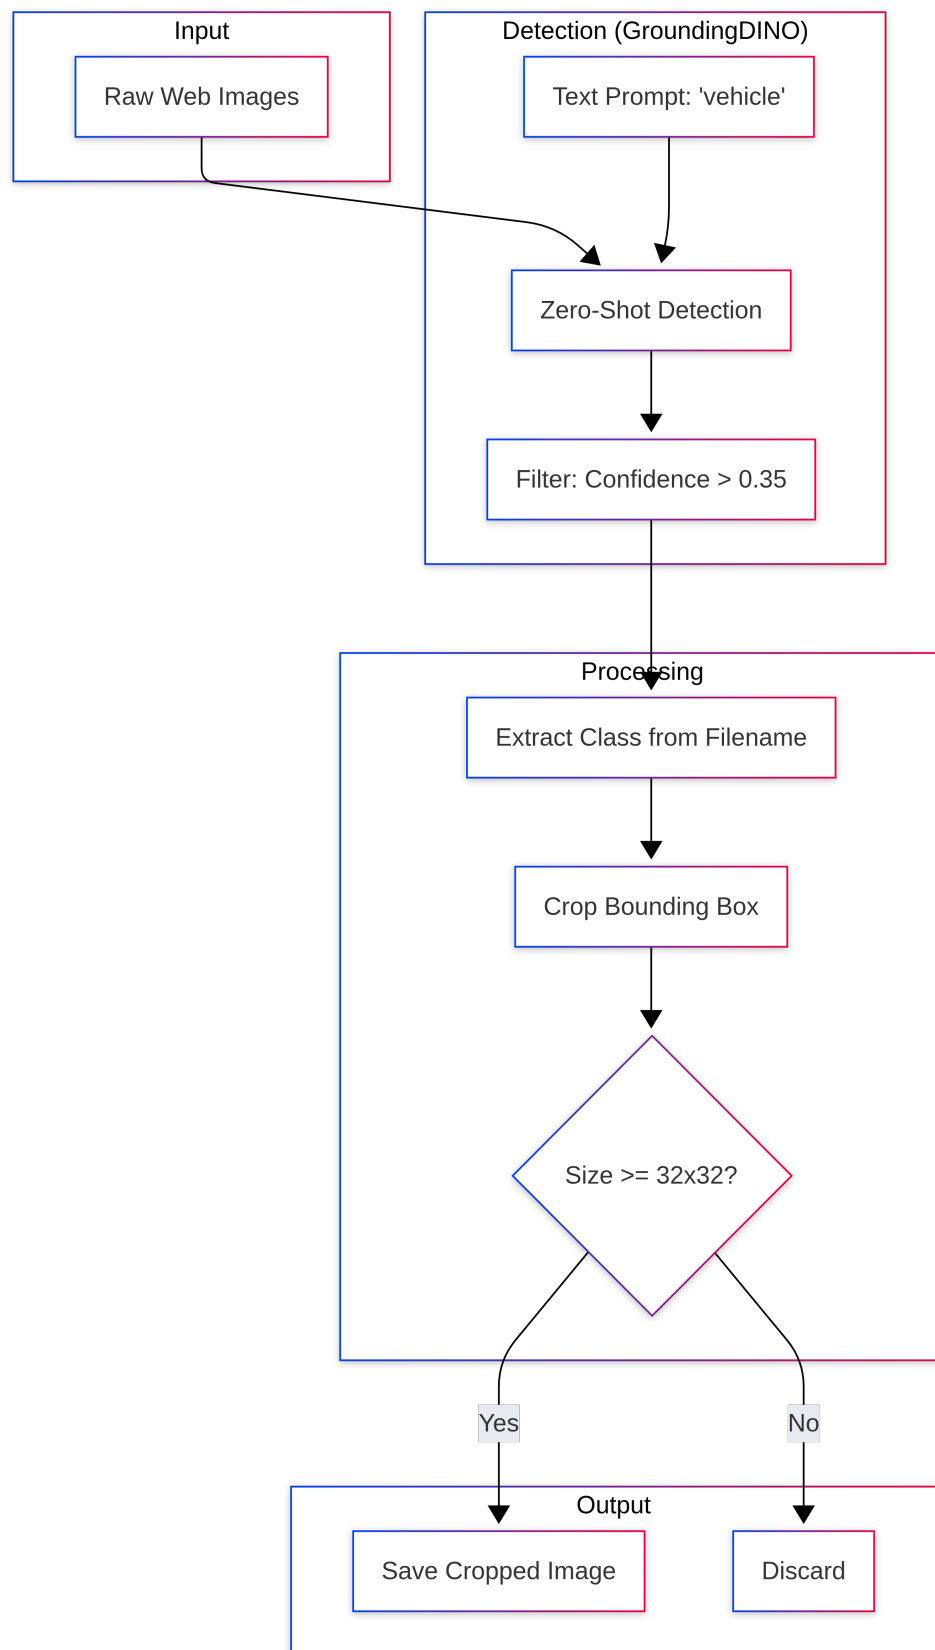 Input
Raw Web Images
Detection (GroundingDINO)
Text Prompt: 'vehicle'
Zero-Shot Detection
Filter: Confidence > 0.35
Processing
Extract Class from Filename
Crop Bounding Box
Size >= 32x32?
Yes
No
Output
Save Cropped Image
Discard